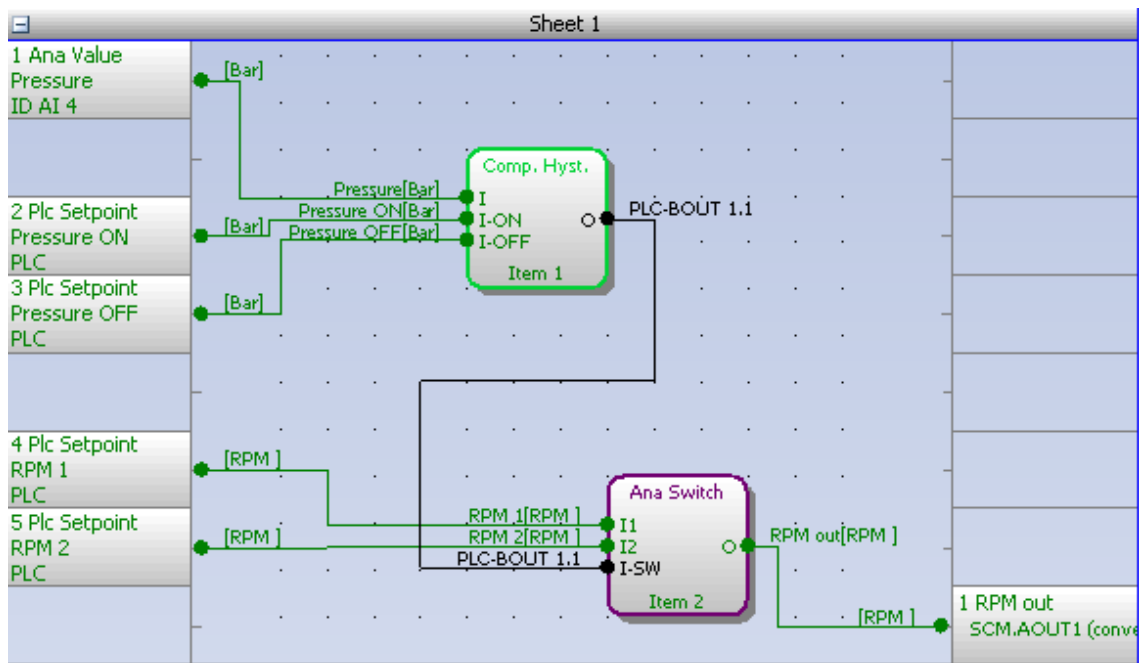 Sheet 1
1 Ana Value
Pressure
ID AI 4
[Bar]
2 Plc Setpoint
Pressure ON
PLC
[Bar]
3 Plc Setpoint
Pressure OFF
PLC
[Bar]
Pressure[Bar]
Pressure ON[Bar]
Pressure OFF[Bar]
Comp. Hyst.
I
I-ON
I-OFF
O
Item 1
PLC-BOUT 1.1
4 Plc Setpoint
RPM 1
PLC
[RPM ]
5 Plc Setpoint
RPM 2
PLC
[RPM ]
RPM 1[RPM ]
RPM 2[RPM ]
PLC-BOUT 1.1
Ana Switch
I1
I2
I-SW
O
Item 2
RPM out[RPM ]
[RPM ]
1 RPM out
SCM.AOUT1 (conve